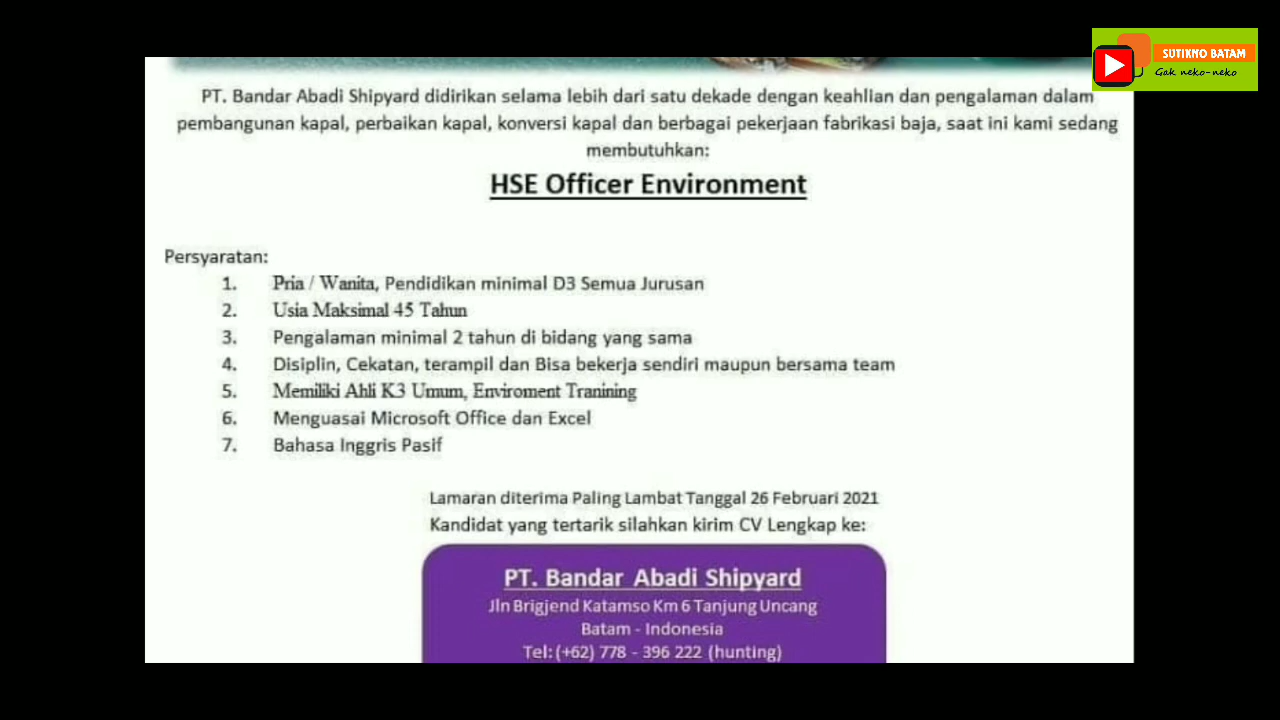 SUTIKNO BATAM
Gak neko-neko
PT. Bandar Abadi Shipyard didirikan selama lebih dari satu dekade dengan keahlian dan pengalaman dalam
pembangunan kapal, perbaikan kapal, konversi kapal dan berbagai pekerjaan fabrikasi baja, saat ini kami sedang
membutuhkan:
HSE Officer Environment
Persyaratan:
1. Pria / Wanita, Pendidikan minimal D3 Semua Jurusan
2. Usia Maksimal 45 Tahun
3. Pengalaman minimal 2 tahun di bidang yang sama
4. Disiplin, Cekatan, terampil dan Bisa bekerja sendiri maupun bersama team
5. Memiliki Ahli K3 Umum, Enviroment Tranining
6. Menguasai Microsoft Office dan Excel
7. Bahasa Inggris Pasif
Lamaran diterima Paling Lambat Tanggal 26 Februari 2021
Kandidat yang tertarik silahkan kirim CV Lengkap ke:
PT. Bandar Abadi Shipyard
Jln Brigjend Katamso Km 6 Tanjung Uncang
Batam - Indonesia
Tel: (+62) 778 - 396 222 (hunting)